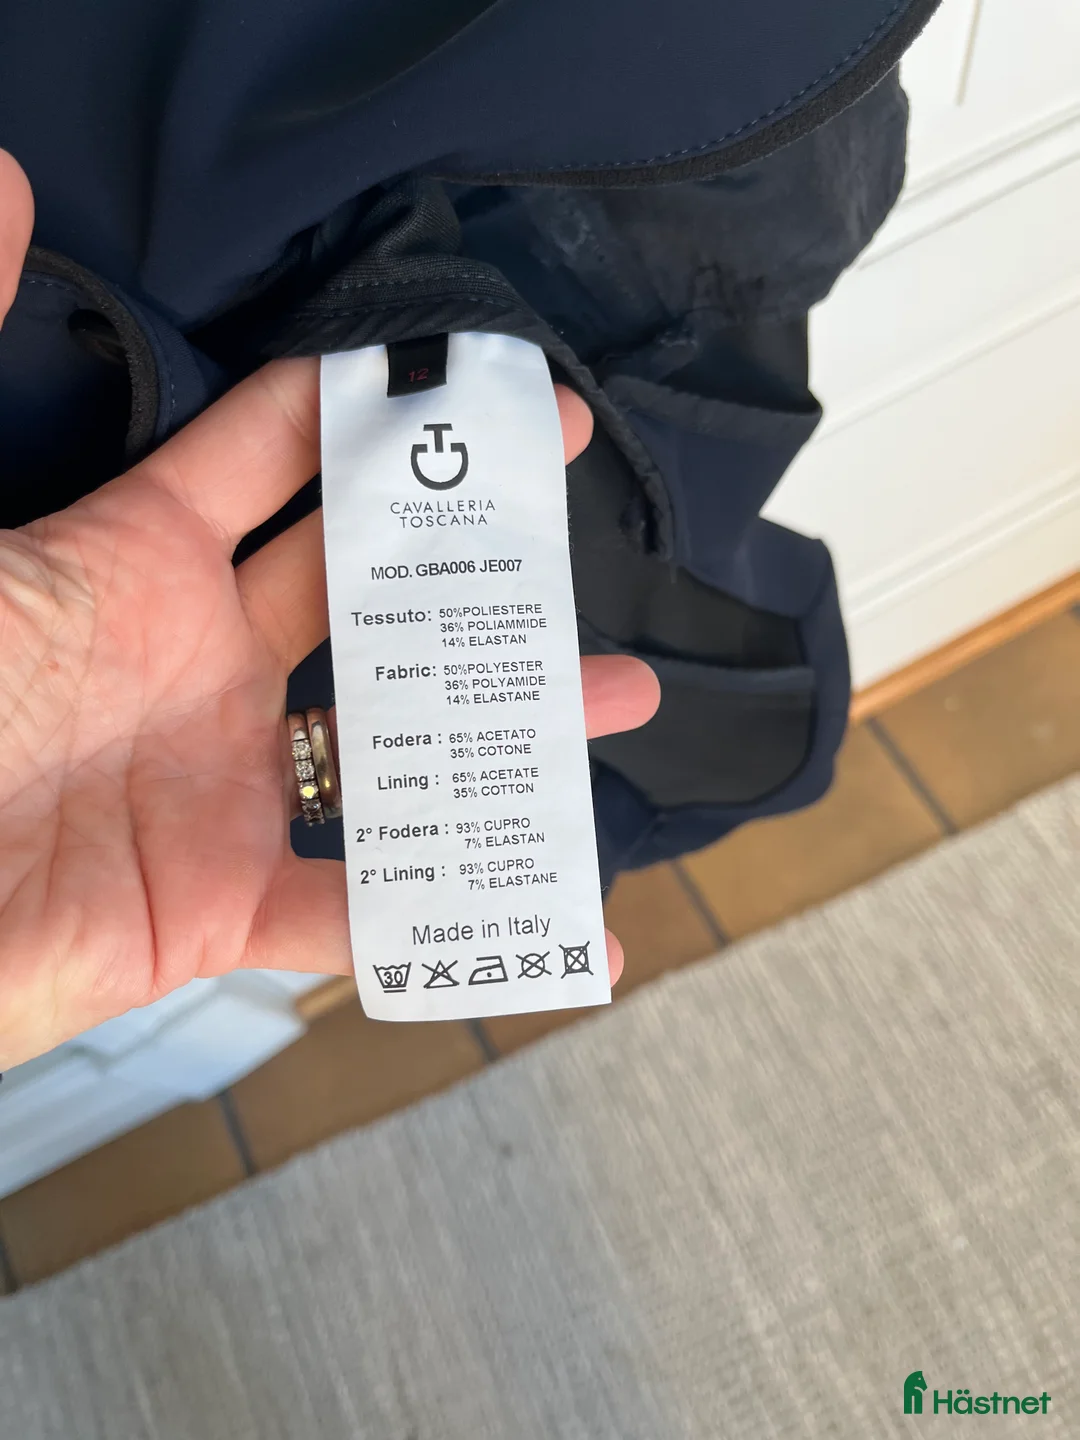 12
CAVALLERIA
TOSCANA
MOD. GBA006 JE007
Tessuto: 50%POLIESTERE
36% POLIAMMIDE
14% ELASTAN
Fabric: 50%POLYESTER
36% POLYAMIDE
14% ELASTANE
Fodera : 65% ACETATO
35% COTONE
Lining : 65% ACETATE
35% COTTON
2° Fodera : 93% CUPRO
7% ELASTAN
2° Lining : 93% CUPRO
7% ELASTANE
Made in Italy
30
Hästnet